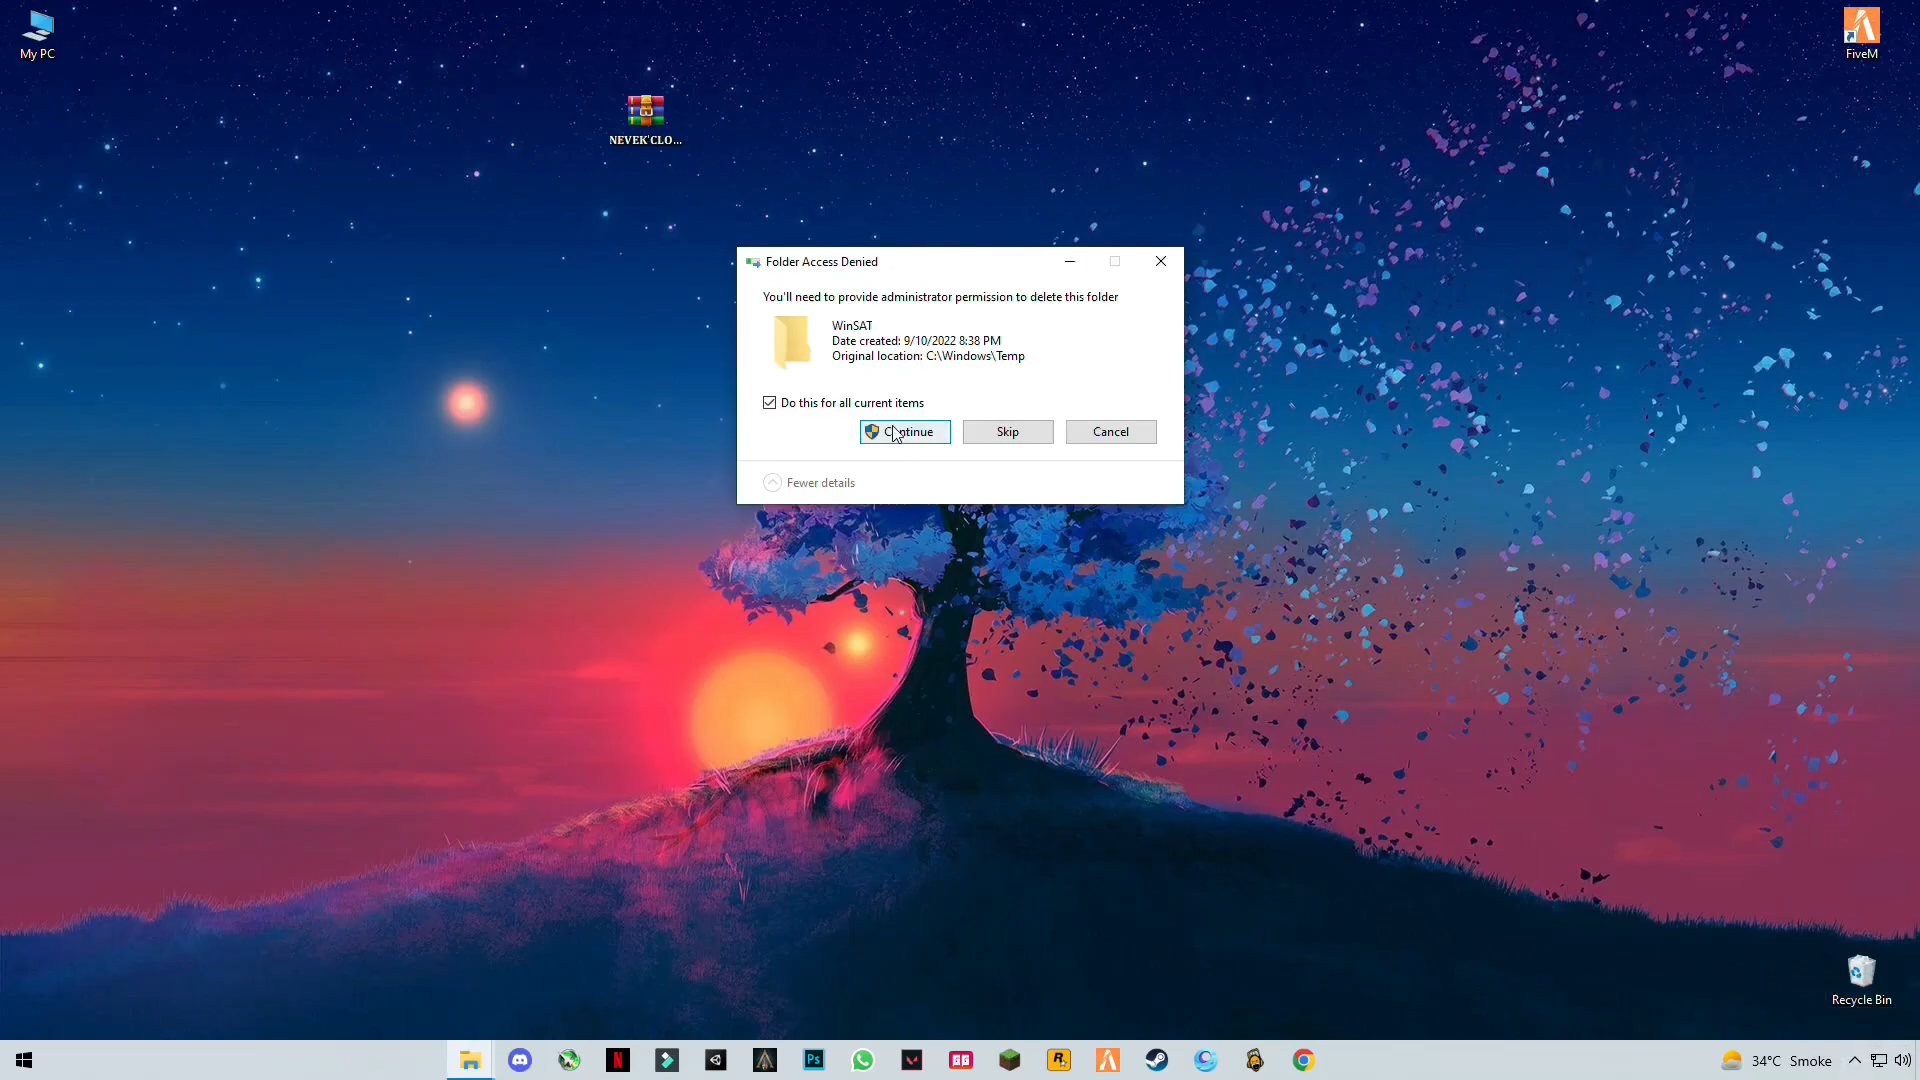 My PC
FiveM
NEVEK'CLO...
Folder Access Denied
You'll need to provide administrator permission to delete this folder
WinSAT
Date created: 9/10/2022 8:38 PM
Original location: C:\Windows\Temp
Do this for all current items
Skip
Cancel
Fewer details
Recycle Bin
Ps
34°C Smoke